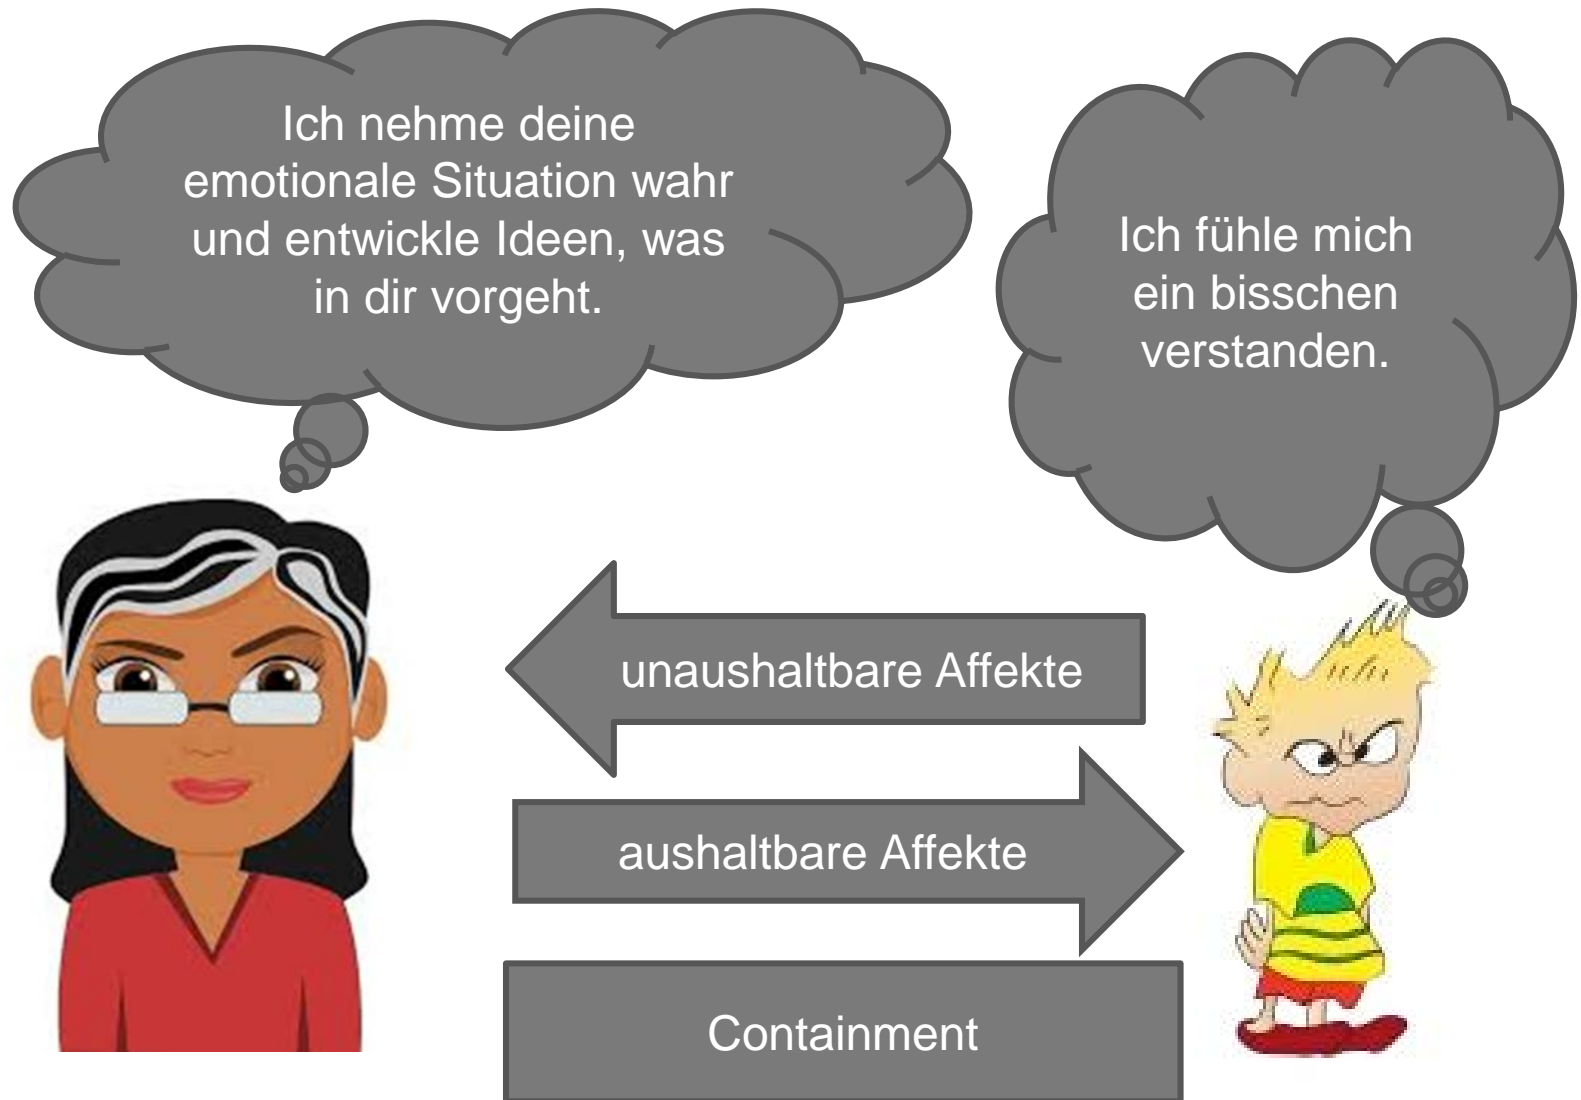 Ich nehme deine
emotionale Situation wahr
und entwickle Ideen, was
in dir vorgeht.
Ich fühle mich
ein bisschen
verstanden.
unaushaltbare Affekte
aushaltbare Affekte
Containment